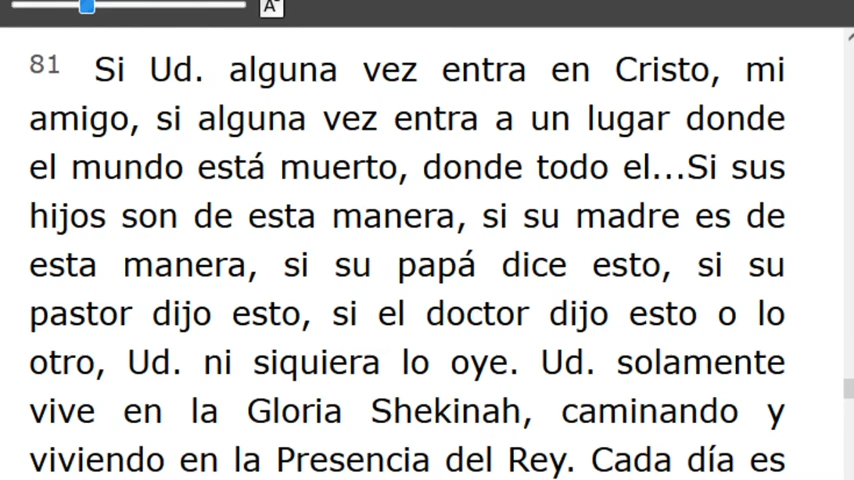 A
81 Si Ud. alguna vez entra en Cristo, mi
amigo, si alguna vez entra a un lugar donde
el mundo está muerto, donde todo el...Si sus
hijos son de esta manera, si su madre es de
esta manera, si su papá dice esto, si su
pastor dijo esto, si el doctor dijo esto o lo
otro, Ud. ni siquiera lo oye. Ud. solamente
vive en la Gloria Shekinah, caminando y
viviendo en la Presencia del Rey. Cada día es